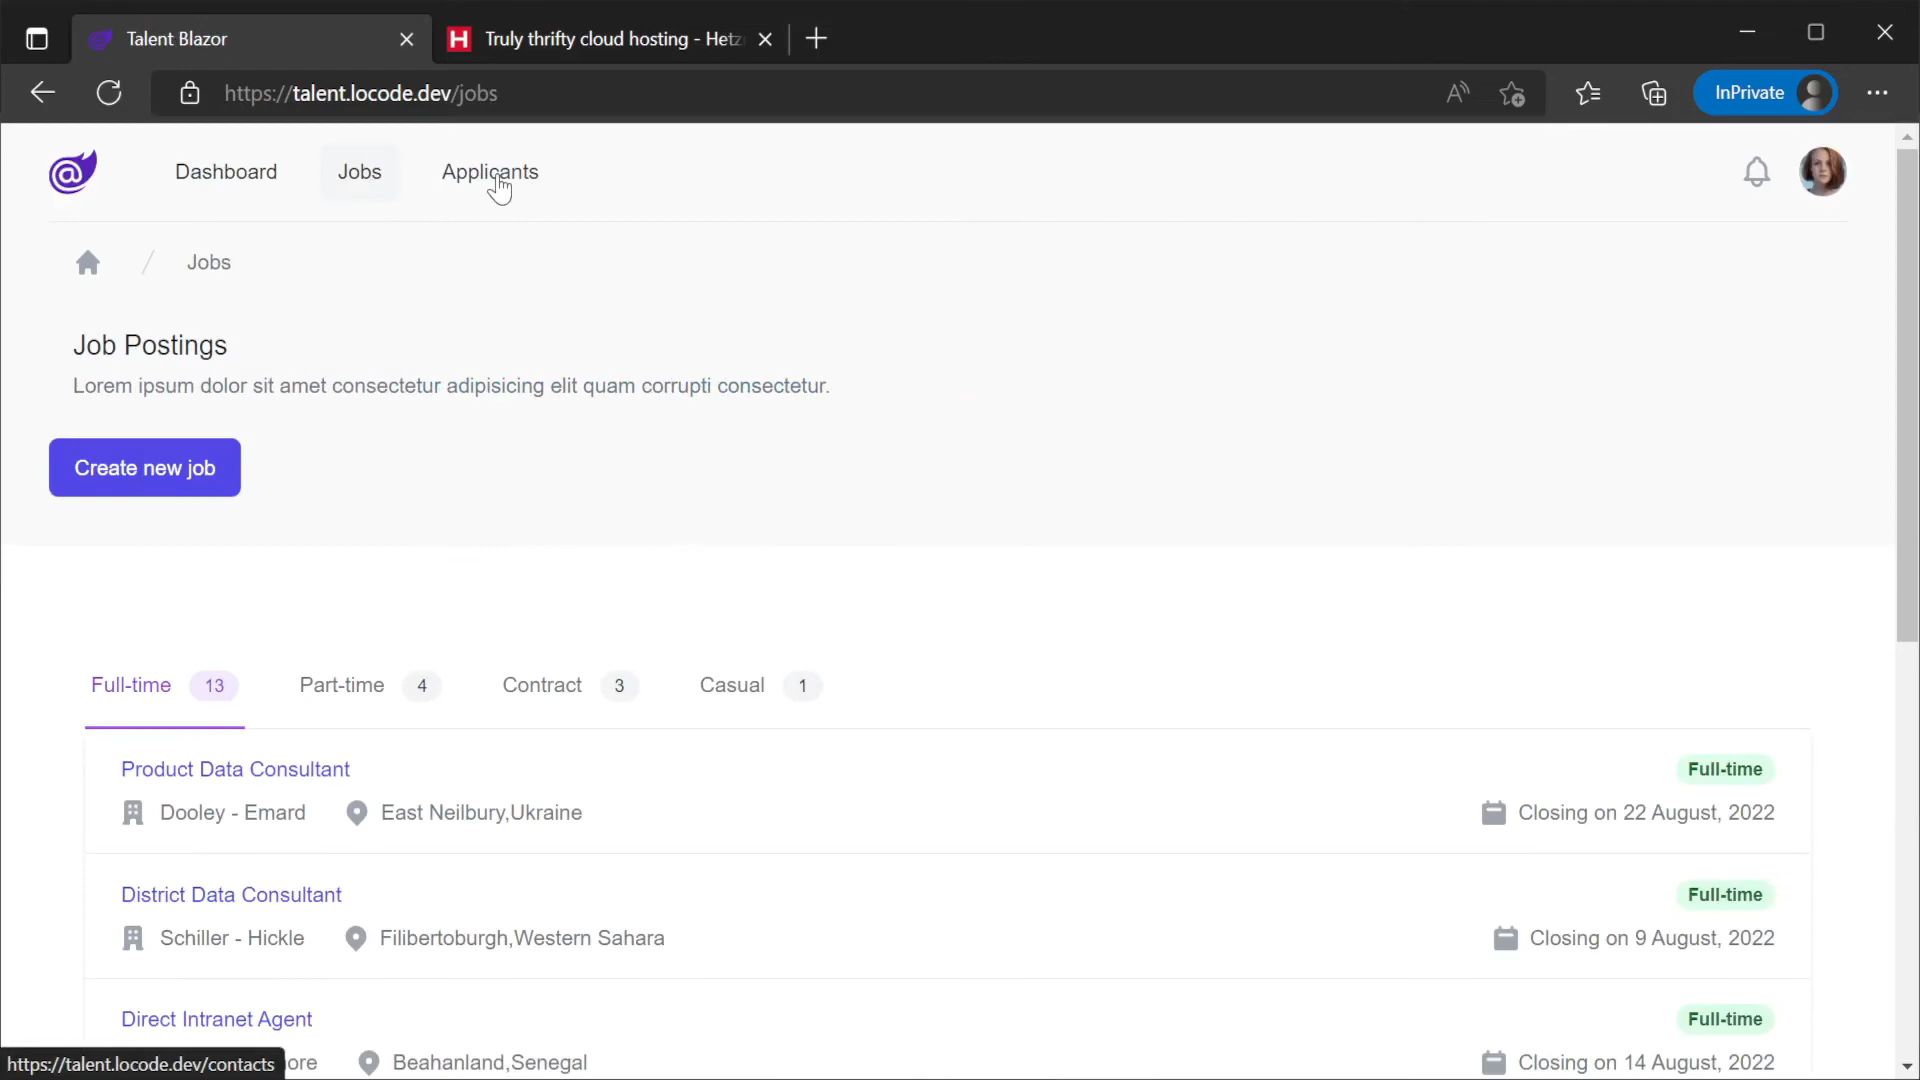 Talent Blazor
Truly thrifty cloud hosting - Hetz
https://talent.locode.dev/jobs
InPrivate
Dashboard
Jobs
Applicants
Jobs
Job Postings
Lorem ipsum dolor sit amet consectetur adipisicing elit quam corrupti consectetur.
Create new job
Full-time 13 Part-time 4 Contract 3 Casual 1
Product Data Consultant Full-time
Dooley - Emard East Neilbury,Ukraine Closing on 22 August, 2022
District Data Consultant Full-time
Schiller - Hickle Filibertoburgh,Western Sahara Closing on 9 August, 2022
Direct Intranet Agent Full-time
https://talent.locode.dev/contacts ore Beahanland,Senegal Closing on 14 August, 2022